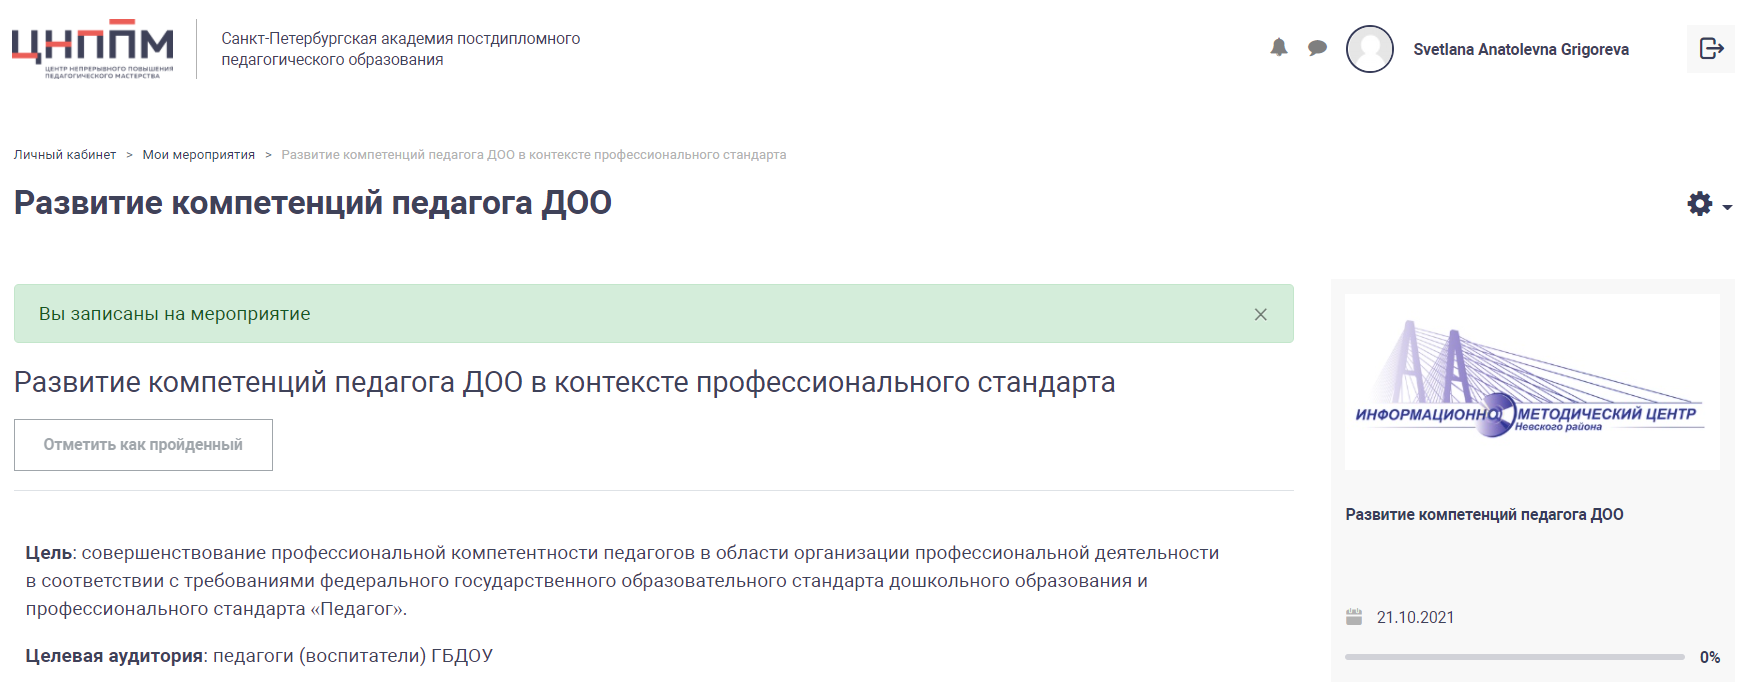 ЦНППМ
ЦЕНТР НЕПРЕРЫВНОГО ПОВЫШЕНИЯ
ПЕДАГОГИЧЕСКОГО МАСТЕРСТВА
Санкт-Петербургская академия постдипломного
педагогического образования
Svetlana Anatolevna Grigoreva
Личный кабинет > Мои мероприятия > Развитие компетенций педагога ДОО в контексте профессионального стандарта
Развитие компетенций педагога ДОО
Вы записаны на мероприятие ×
Развитие компетенций педагога ДОО в контексте профессионального стандарта
Отметить как пройденный
Цель: совершенствование профессиональной компетентности педагогов в области организации профессиональной деятельности
в соответствии с требованиями федерального государственного образовательного стандарта дошкольного образования и
профессионального стандарта «Педагог».
Целевая аудитория: педагоги (воспитатели) ГБДОУ
ИНФОРМАЦИОННО МЕТОДИЧЕСКИЙ ЦЕНТР
Невского района
Развитие компетенций педагога ДОО
21.10.2021
0%